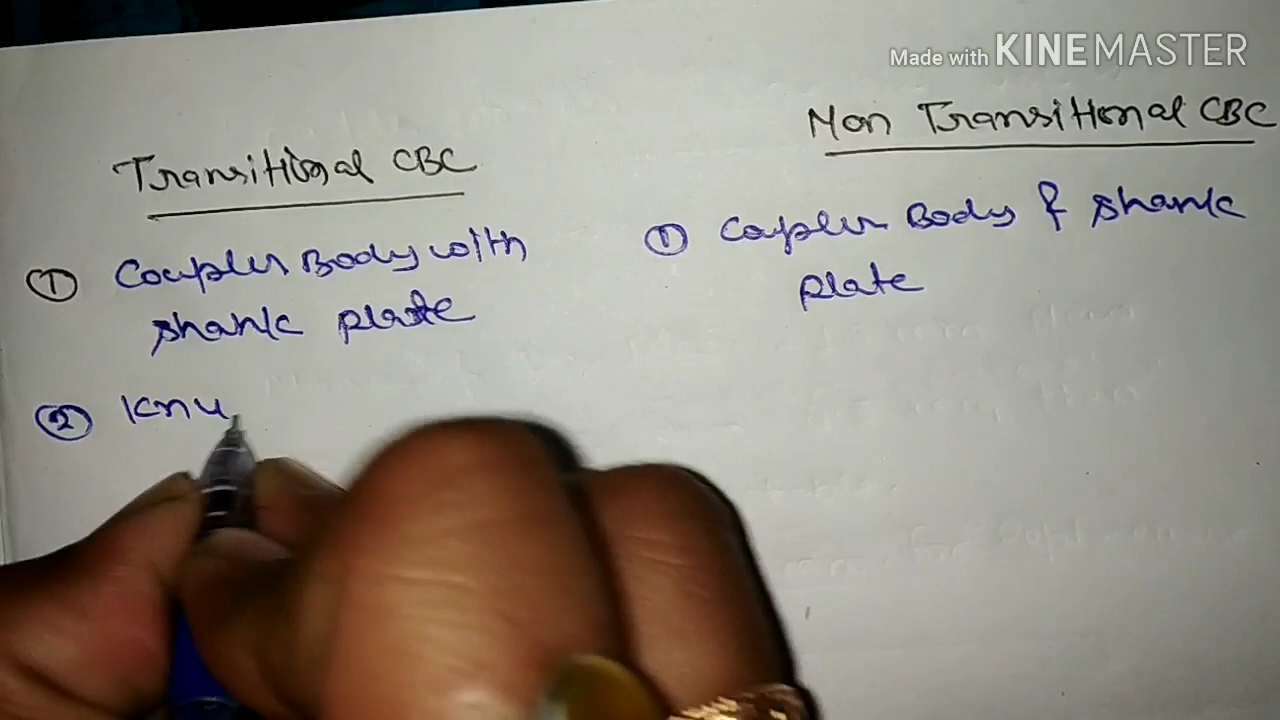 Made with KINEMASTER
Transitional CBC
① Coupler Body with
shank plate
② Knu
Non Transitional CBC
① Coupler Body & shank
plate